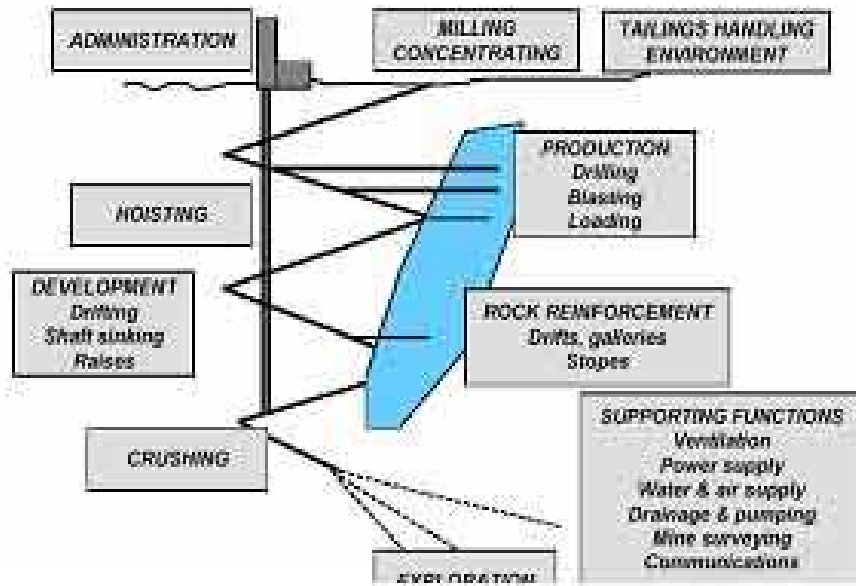 ADMINISTRATION
MILLING
CONCENTRATING
TAILINGS HANDLING
ENVIRONMENT
PRODUCTION
Drilling
Blasting
Loading
HOISTING
DEVELOPMENT
Drifting
Shaft sinking
Raises
ROCK REINFORCEMENT
Drifts, galleries
Stopes
CRUSHING
SUPPORTING FUNCTIONS
Ventilation
Power supply
Water & air supply
Drainage & pumping
Mine surveying
Communications
EXPLORATION